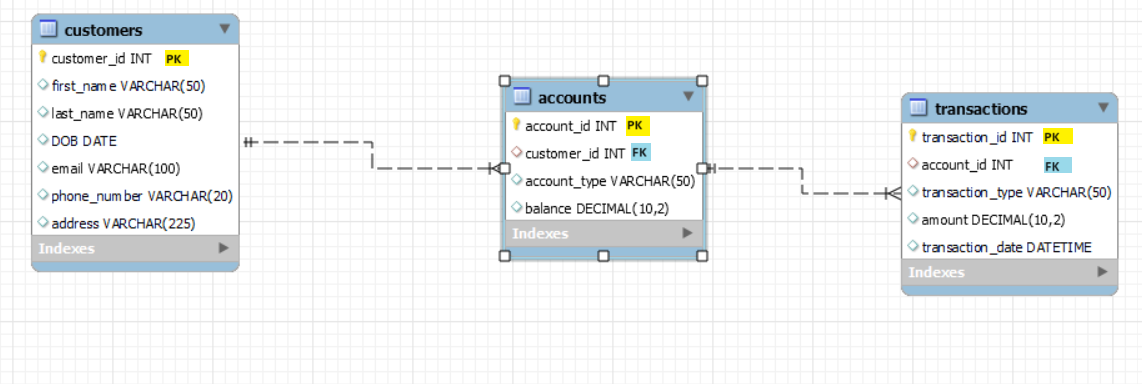 customers
customer_id INT PK
first_name VARCHAR(50)
last_name VARCHAR(50)
DOB DATE
email VARCHAR(100)
phone_number VARCHAR(20)
address VARCHAR(225)
Indexes
accounts
account_id INT PK
customer_id INT FK
account_type VARCHAR(50)
balance DECIMAL(10,2)
Indexes
transactions
transaction_id INT PK
account_id INT FK
transaction_type VARCHAR(50)
amount DECIMAL(10,2)
transaction_date DATETIME
Indexes